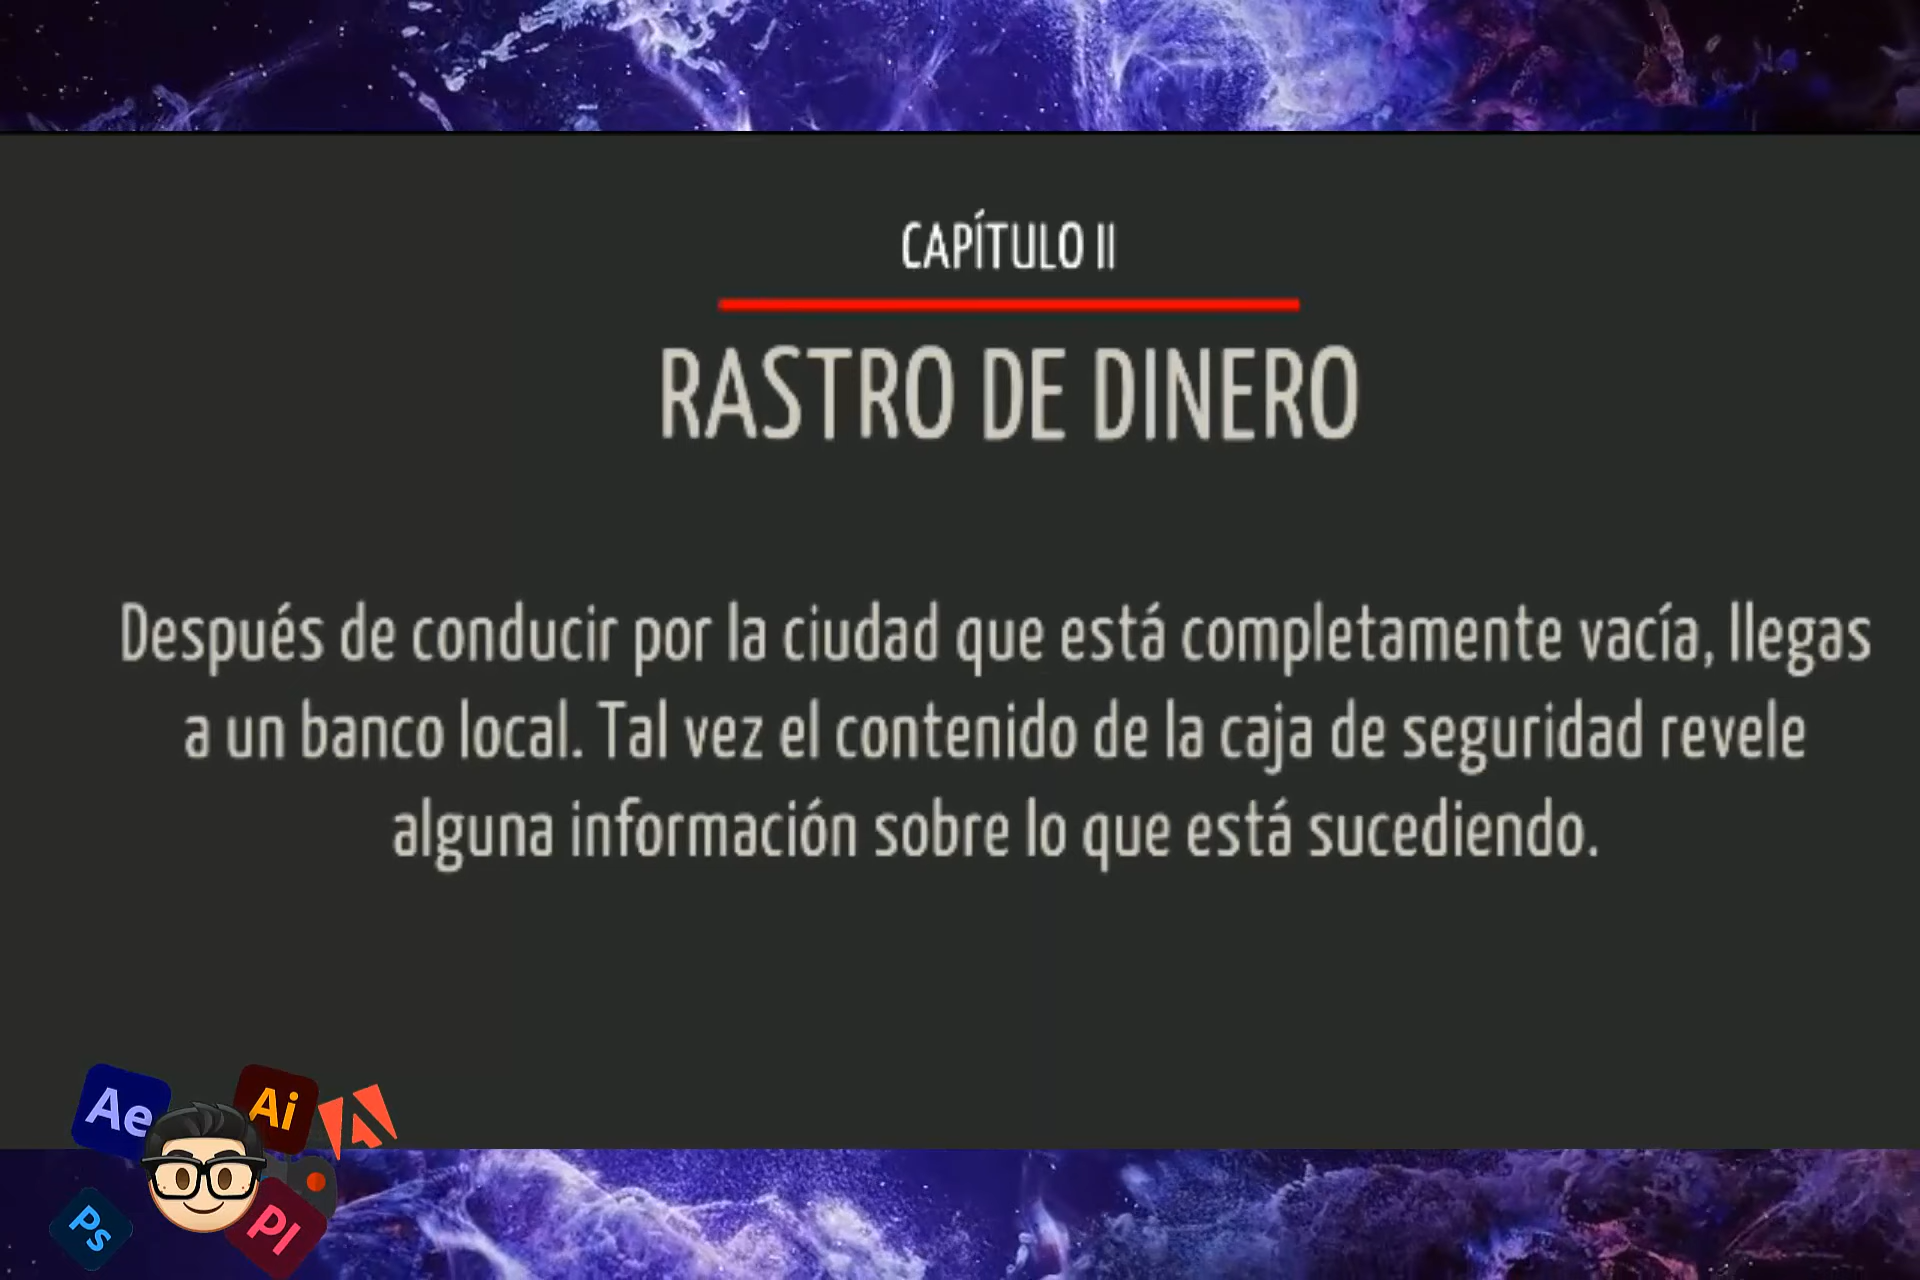 CAPÍTULO II
RASTRO DE DINERO
Después de conducir por la ciudad que está completamente vacía, llegas
a un banco local. Tal vez el contenido de la caja de seguridad revele
alguna información sobre lo que está sucediendo.
Ae
Ai
Ps
Pl